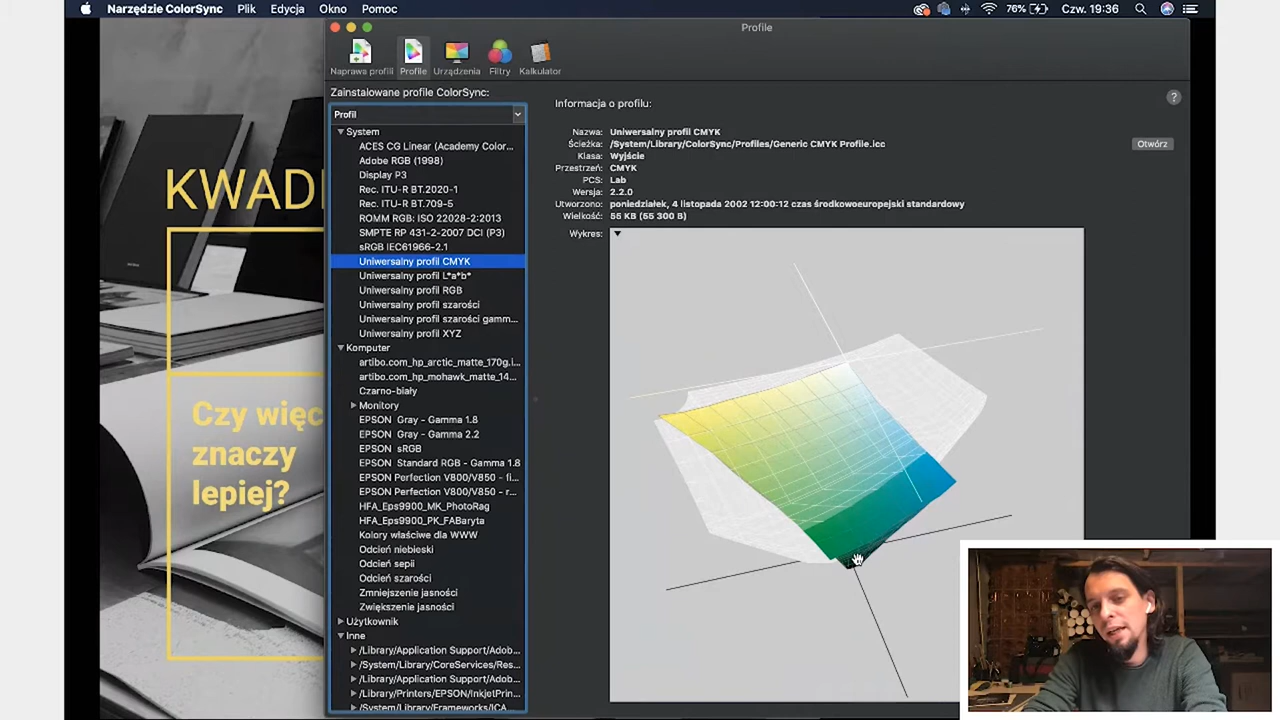 Narzędzie ColorSync Plik Edycja Okno Pomoc 76% Czw. 19:36
Profile
Naprawa profili Profile Urządzenia Filtry Kalkulator
Zainstalowane profile ColorSync:
Profil
System
ACES CG Linear (Academy Color...
Adobe RGB (1998)
Display P3
Rec. ITU-R BT.2020-1
Rec. ITU-R BT.709-5
ROMM RGB: ISO 22028-2:2013
SMPTE RP 431-2-2007 DCI (P3)
sRGB IEC61966-2.1
Uniwersalny profil CMYK
Uniwersalny profil L*a*b*
Uniwersalny profil RGB
Uniwersalny profil szarości
Uniwersalny profil szarości gamm...
Uniwersalny profil XYZ
Komputer
artibo.com_hp_arctic_matte_170g.i...
artibo.com_hp_mohawk_matte_14...
Czarno-biały
Monitory
EPSON Gray - Gamma 1.8
EPSON Gray - Gamma 2.2
EPSON sRGB
EPSON Standard RGB - Gamma 1.8
EPSON Perfection V800/V850 - fi...
EPSON Perfection V800/V850 - r...
HFA_Eps9900_MK_PhotoRag
HFA_Eps9900_PK_FABaryta
Kolory właściwe dla WWW
Odcień niebieski
Odcień sepii
Odcień szarości
Zmniejszenie jasności
Zwiększenie jasności
Użytkownik
Inne
/Library/Application Support/Adob...
/System/Library/CoreServices/Res...
/Library/Application Support/Adob...
/Library/Printers/EPSON/InkjetPrin...
/System/Library/Frameworks/ICA...
Informacja o profilu:
Nazwa: Uniwersalny profil CMYK
Ścieżka: /System/Library/ColorSync/Profiles/Generic CMYK Profile.icc
Klasa: Wyjście
Przestrzeń: CMYK
PCS: Lab
Wersja: 2.2.0
Utworzono: poniedziałek, 4 listopada 2002 12:00:12 czas środkowoeuropejski standardowy
Wielkość: 55 KB (55 300 B)
Wykres:
Otwórz
?
KWAD
Czy więc
znaczy
lepiej?